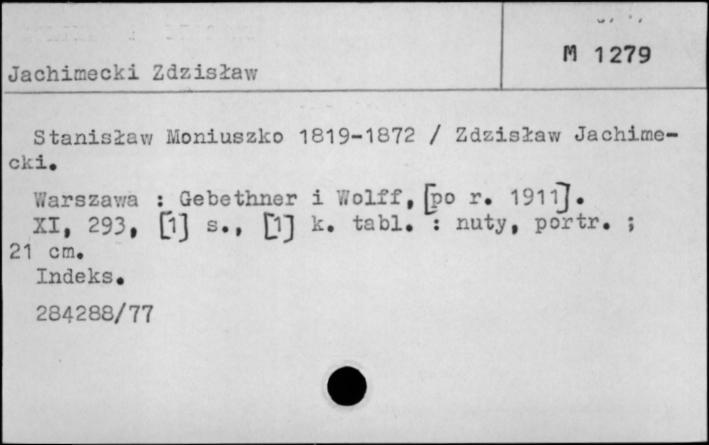 Jachimecki Zdzisław
M 1279
Stanisław Moniuszko 1819-1872 / Zdzisław Jachime-
cki.
Warszawa : Gebethner i Wolff, [po r. 1911].
XI, 293, [1] s., [1] k. tabl. : nuty, portr. ;
21 cm.
Indeks.
284288/77